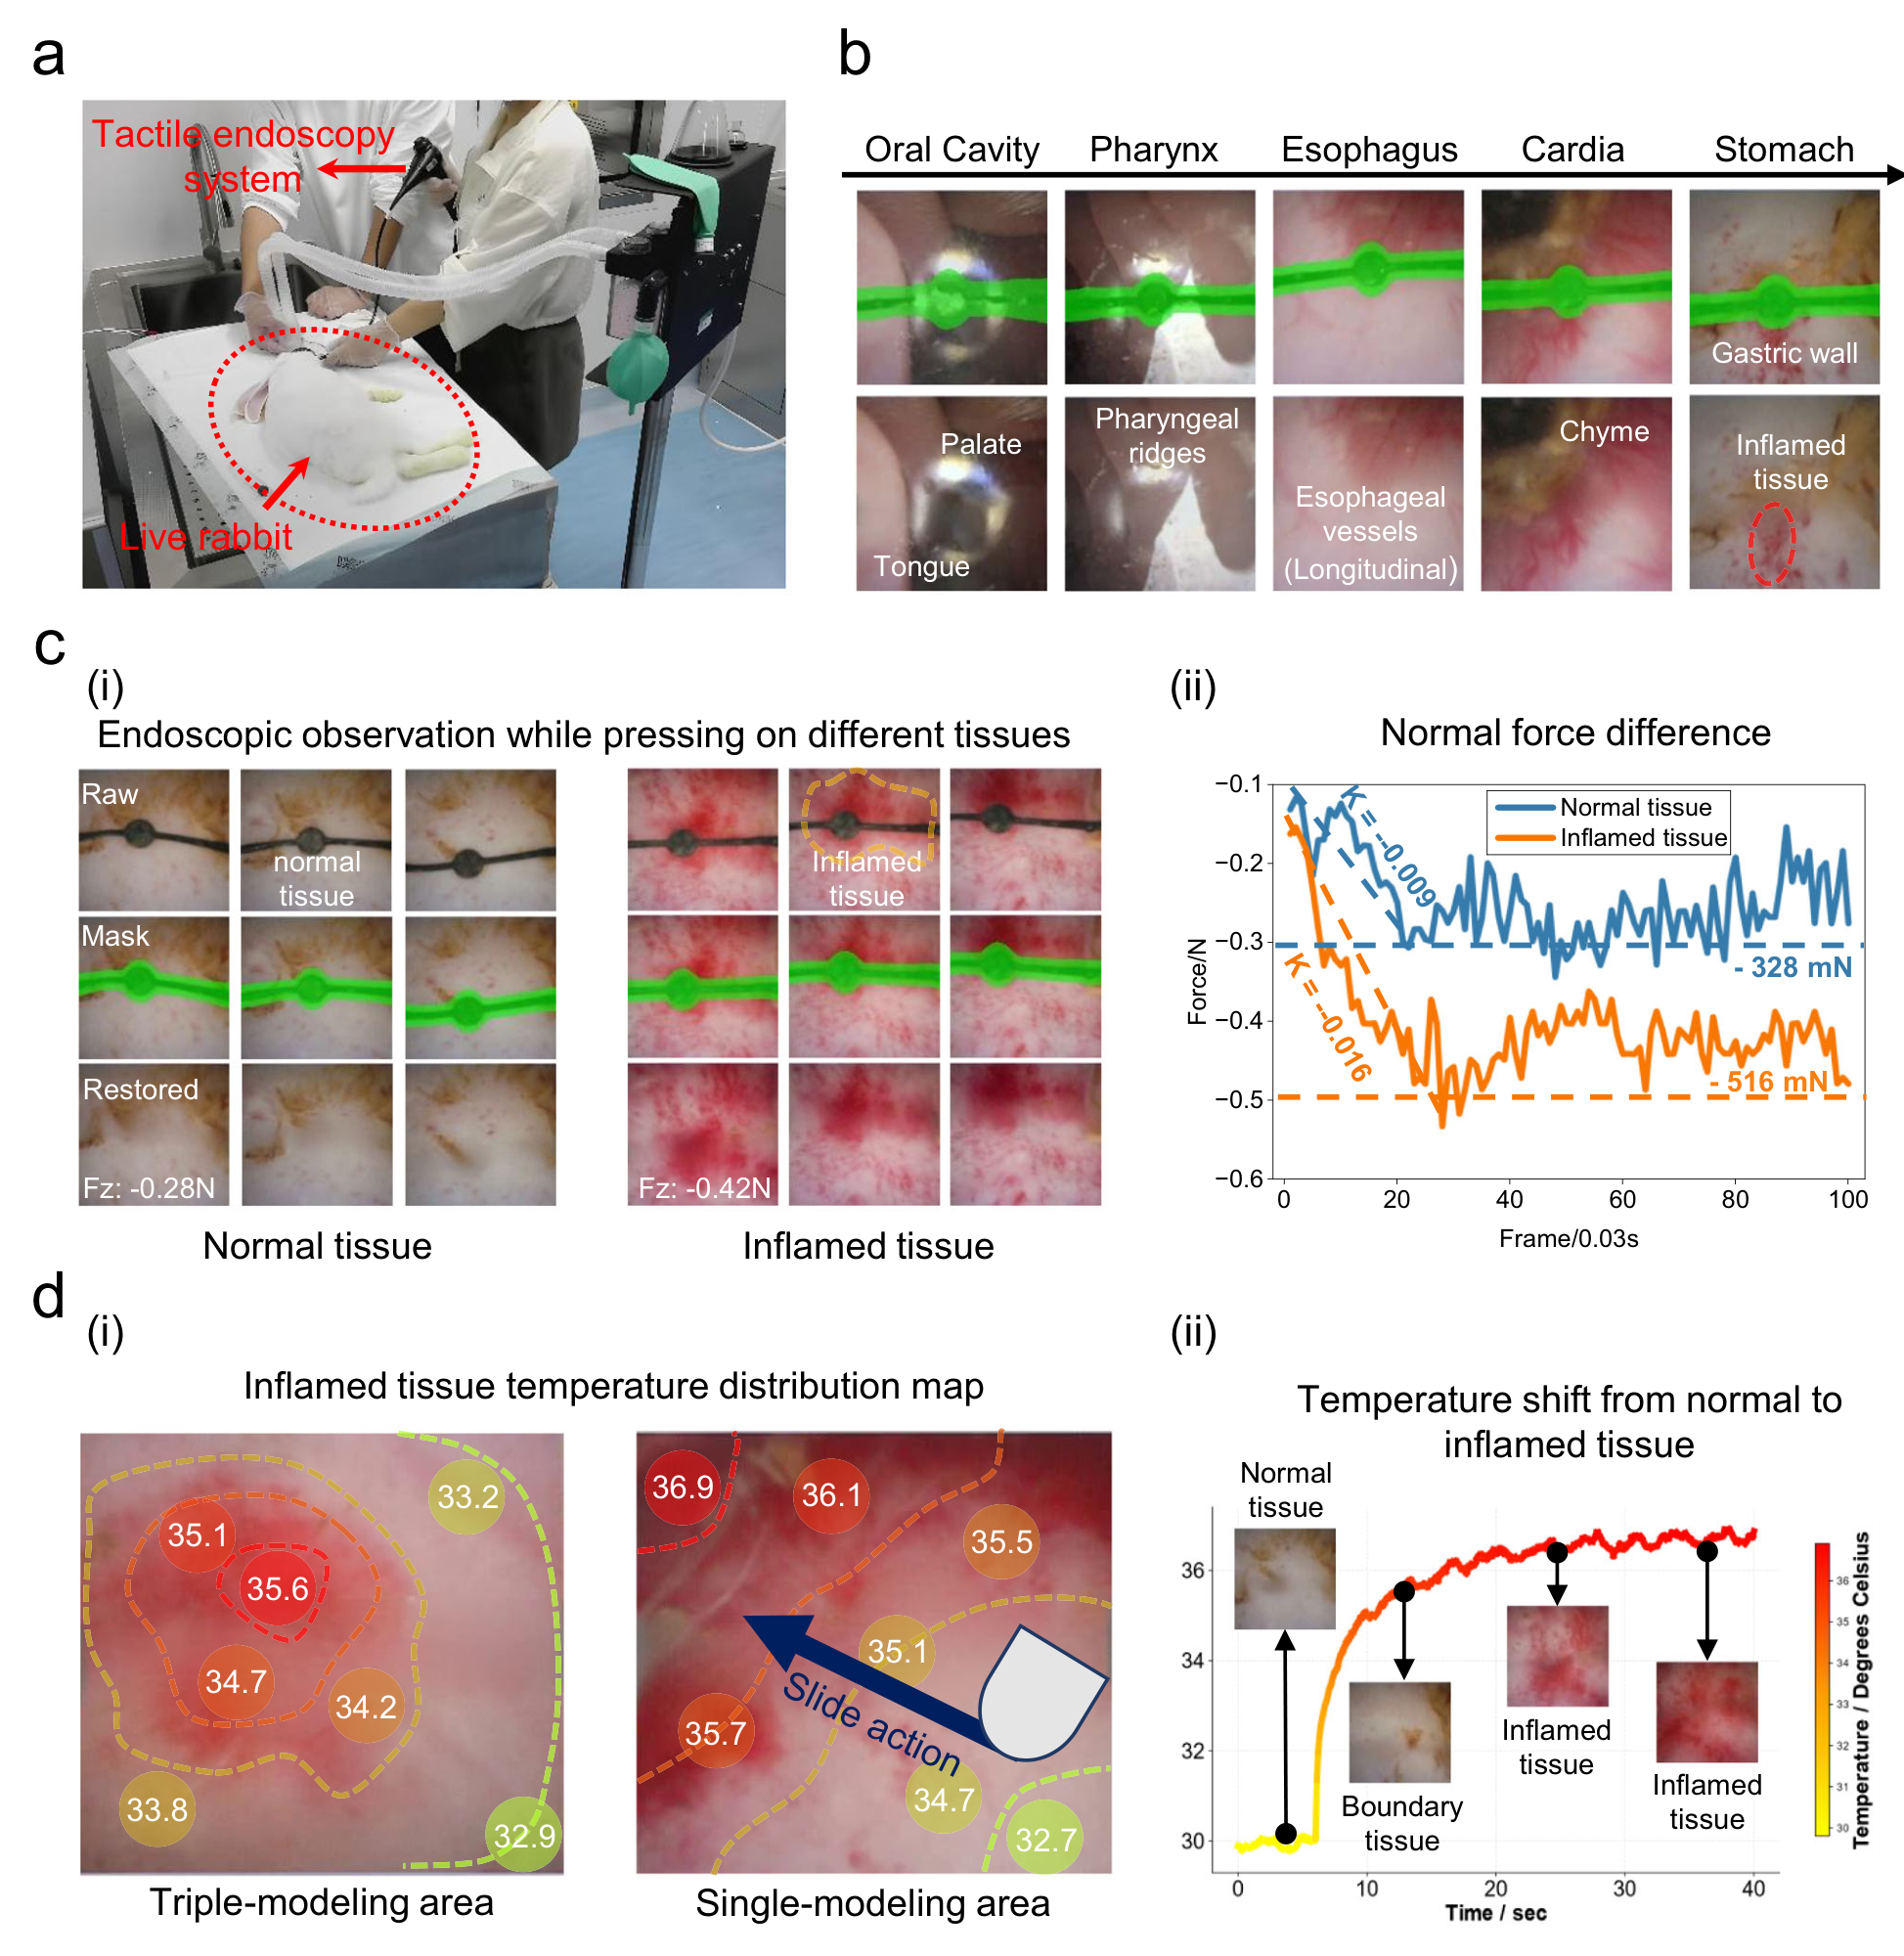 a
Tactile endoscopy
system
Live rabbit
b
Oral Cavity
Pharynx
Esophagus
Cardia
Stomach
Gastric wall
Palate
Tongue
Pharyngeal
ridges
Esophageal
vessels
(Longitudinal)
Chyme
Inflamed
tissue
c
(i)
Endoscopic observation while pressing on different tissues
Raw
normal
tissue
Inflamed
tissue
Mask
Restored
Fz: -0.28N
Fz: -0.42N
Normal tissue
Inflamed tissue
(ii)
Normal force difference
Normal tissue
Inflamed tissue
K = -0.009
K = -0.016
- 328 mN
- 516 mN
Force/N
−0.1
−0.2
−0.3
−0.4
−0.5
−0.6
0
20
40
60
80
100
Frame/0.03s
d
(i)
Inflamed tissue temperature distribution map
33.2
35.1
35.6
34.7
34.2
33.8
32.9
Triple-modeling area
36.9
36.1
35.5
35.1
35.7
34.7
32.7
Slide action
Single-modeling area
(ii)
Temperature shift from normal to
inflamed tissue
Normal
tissue
Boundary
tissue
Inflamed
tissue
Inflamed
tissue
36
34
32
30
0
10
20
30
40
Time / sec
36
35
34
33
32
31
30
Temperature / Degrees Celsius